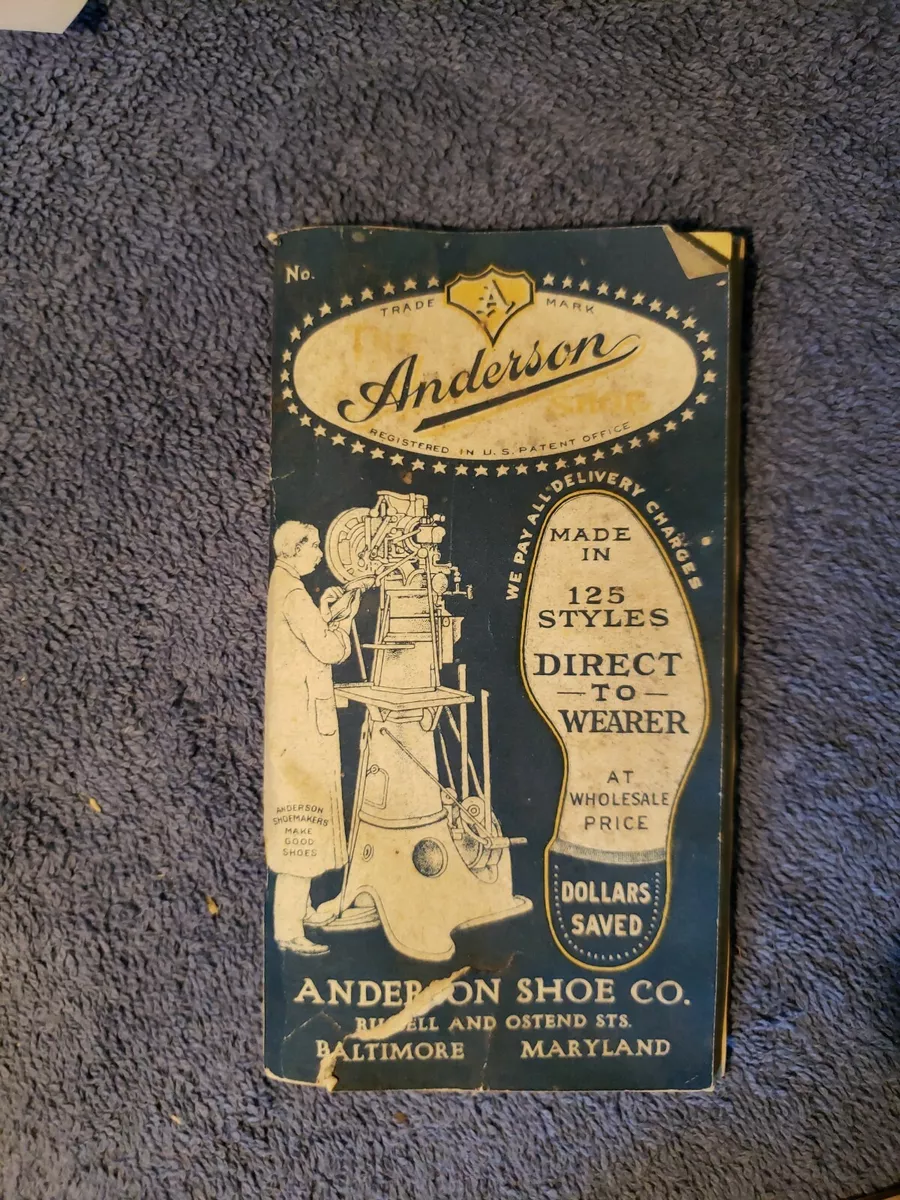 No.
TRADE MARK
A
The
Anderson
Shoe
REGISTERED IN U.S. PATENT OFFICE
WE PAY ALL DELIVERY CHARGES
MADE
IN
125
STYLES
DIRECT
—TO—
WEARER
AT
WHOLESALE
PRICE
DOLLARS
SAVED
ANDERSON
SHOEMAKERS
MAKE
GOOD
SHOES
ANDERSON SHOE CO.
AND OSTEND STS.
BALTIMORE MARYLAND